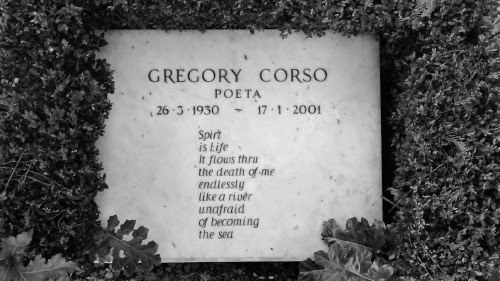 GREGORY CORSO
POETA
26·3·1930 ~ 17·1·2001
Spirit
is Life
It flows thru
the death of me
endlessly
like a river
unafraid
of becoming
the sea